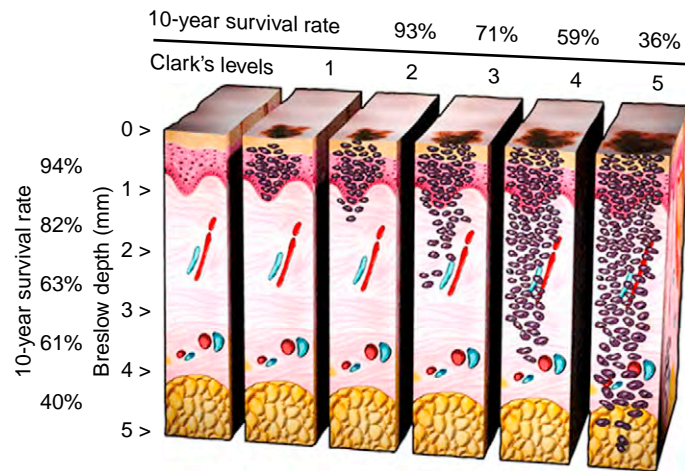 10-year survival rate 93% 71% 59% 36%
Clark's levels 1 2 3 4 5
0 >
94%
1 >
82%
2 >
63%
3 >
61%
4 >
40%
5 >
10-year survival rate
Breslow depth (mm)